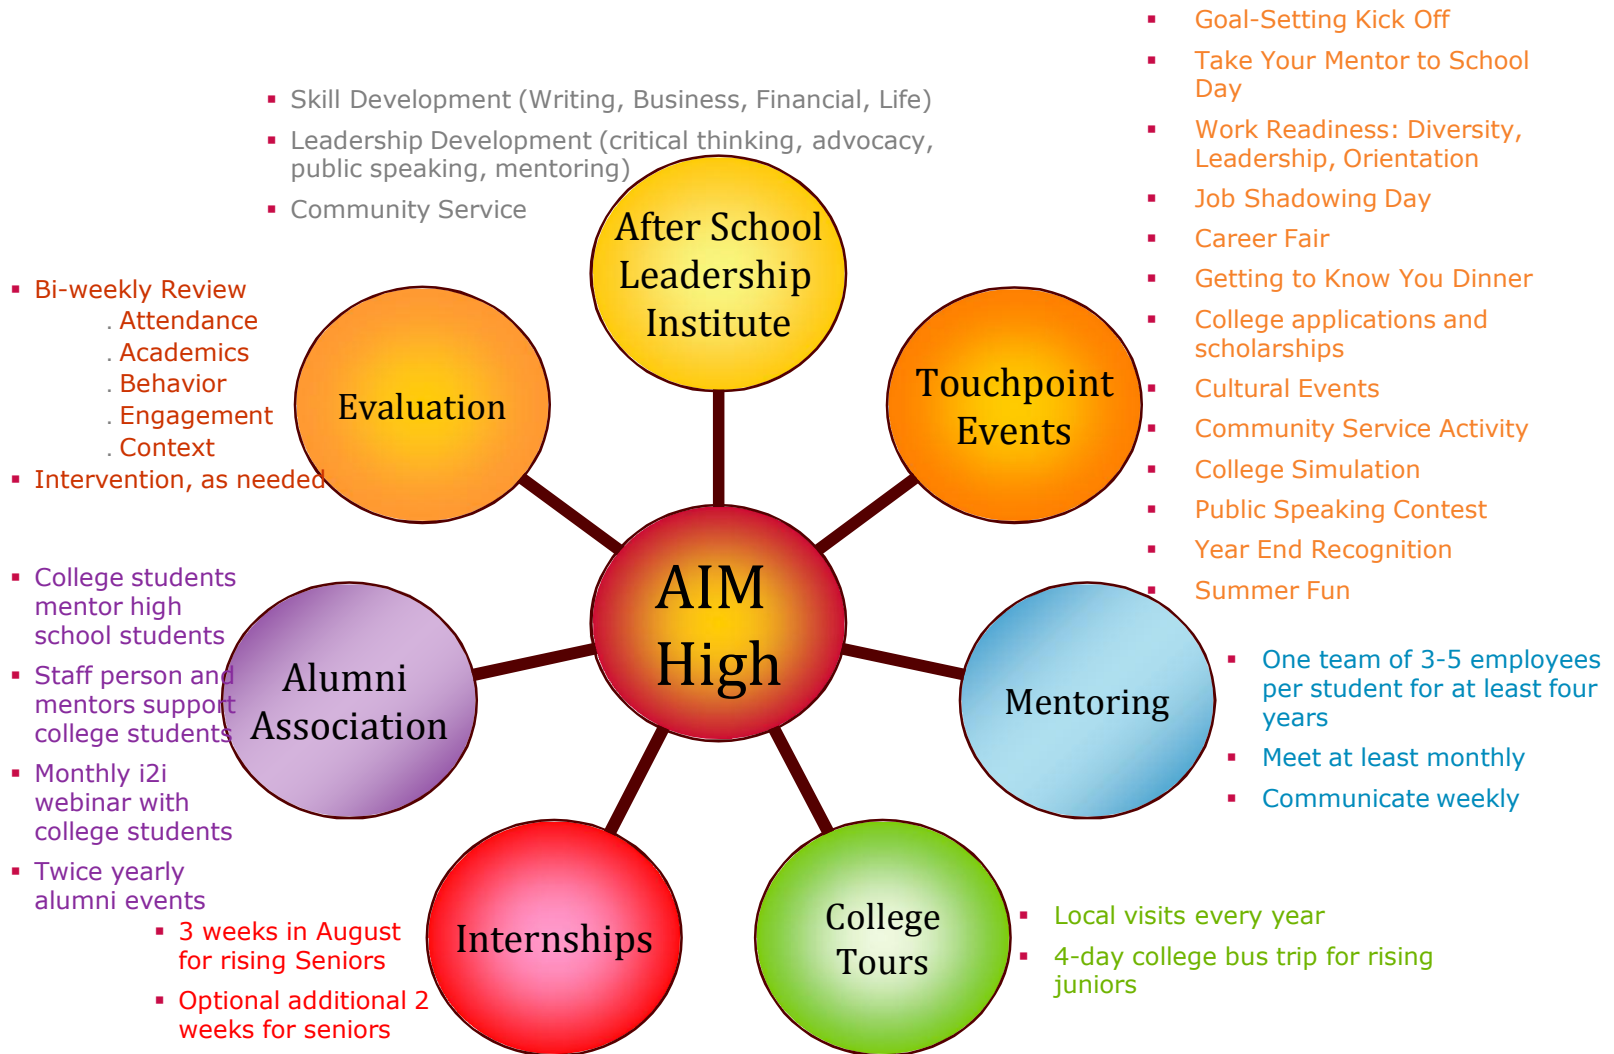 ▪ Skill Development (Writing, Business, Financial, Life)
▪ Leadership Development (critical thinking, advocacy,
public speaking, mentoring)
▪ Community Service
After School
Leadership
Institute
▪ Goal-Setting Kick Off
▪ Take Your Mentor to School
Day
▪ Work Readiness: Diversity,
Leadership, Orientation
▪ Job Shadowing Day
▪ Career Fair
▪ Getting to Know You Dinner
▪ College applications and
scholarships
▪ Cultural Events
▪ Community Service Activity
▪ College Simulation
▪ Public Speaking Contest
▪ Year End Recognition
▪ Summer Fun
Touchpoint
Events
▪ Bi-weekly Review
. Attendance
. Academics
. Behavior
. Engagement
. Context
▪ Intervention, as needed
Evaluation
AIM
High
▪ College students
mentor high
school students
▪ Staff person and
mentors support
college students
▪ Monthly i2i
webinar with
college students
▪ Twice yearly
alumni events
Alumni
Association
Mentoring
▪ One team of 3-5 employees
per student for at least four
years
▪ Meet at least monthly
▪ Communicate weekly
▪ 3 weeks in August
for rising Seniors
▪ Optional additional 2
weeks for seniors
Internships
College
Tours
▪ Local visits every year
▪ 4-day college bus trip for rising
juniors